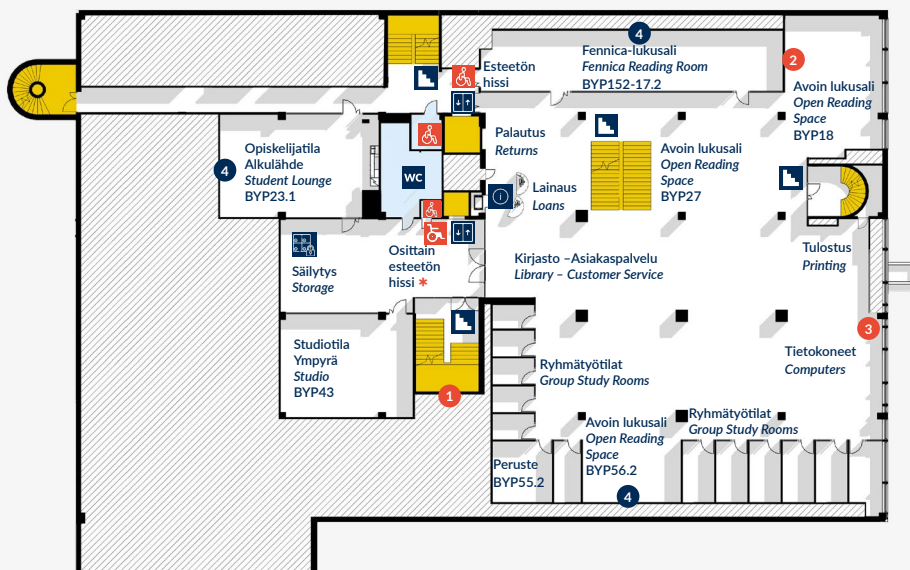 4
Fennica-lukusali
Fennica Reading Room
BYP152-17.2
2
Esteetön
hissi
Avoin lukusali
Open Reading
Space
BYP18
Palautus
Returns
Avoin lukusali
Open Reading
Space
BYP27
4
Opiskelijatila
Alkulähde
Student Lounge
BYP23.1
WC
i
Lainaus
Loans
Säilytys
Storage
Osittain
esteetön
hissi *
Kirjasto –Asiakaspalvelu
Library – Customer Service
Tulostus
Printing
3
Tietokoneet
Computers
Studiotila
Ympyrä
Studio
BYP43
1
Ryhmätyötilat
Group Study Rooms
Avoin lukusali
Open Reading
Space
BYP56.2
Ryhmätyötilat
Group Study Rooms
Peruste
BYP55.2
4